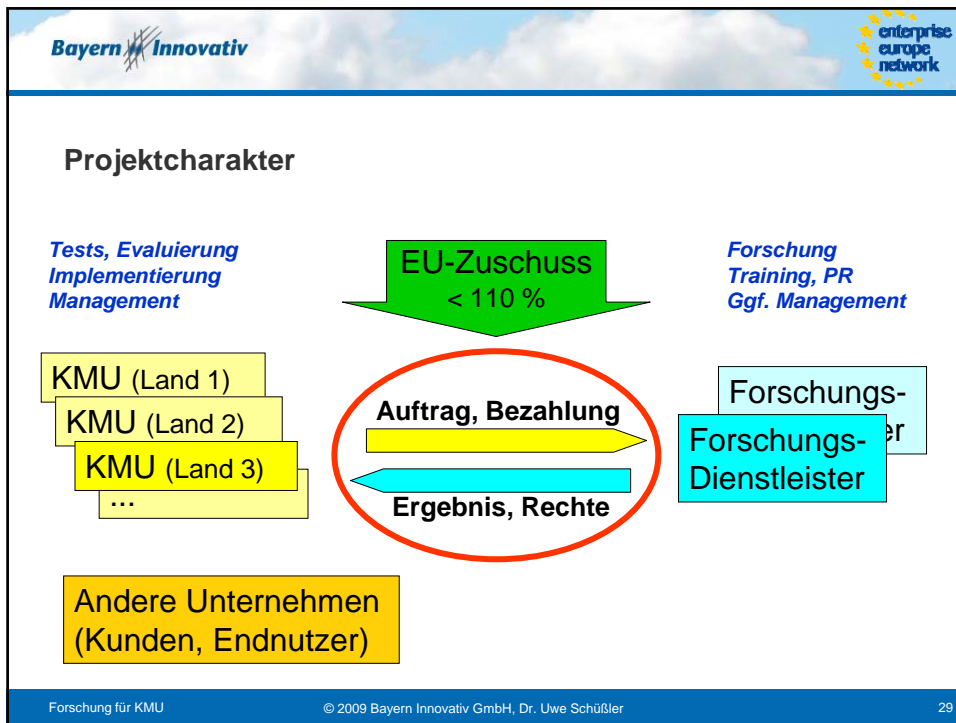 Bayern Innovativ
enterprise
europe
network
Projektcharakter
Tests, Evaluierung
Implementierung
Management
EU-Zuschuss
< 110 %
Forschung
Training, PR
Ggf. Management
KMU (Land 1)
KMU (Land 2)
KMU (Land 3)
...
Auftrag, Bezahlung
Ergebnis, Rechte
Forschungs-
Forschungs-
Dienstleister
Andere Unternehmen
(Kunden, Endnutzer)
Forschung für KMU
© 2009 Bayern Innovativ GmbH, Dr. Uwe Schüßler
29